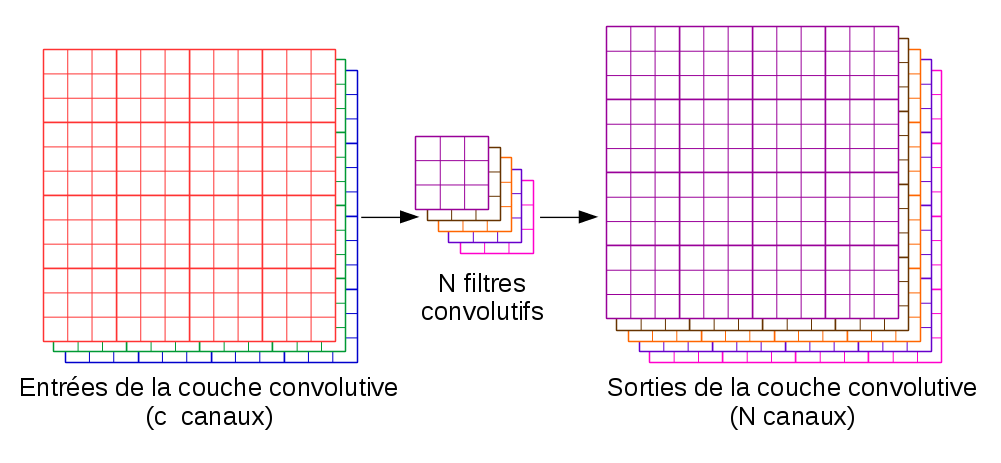 Entrées de la couche convolutive
(c  canaux)
N filtres
convolutifs
Sorties de la couche convolutive
(N canaux)